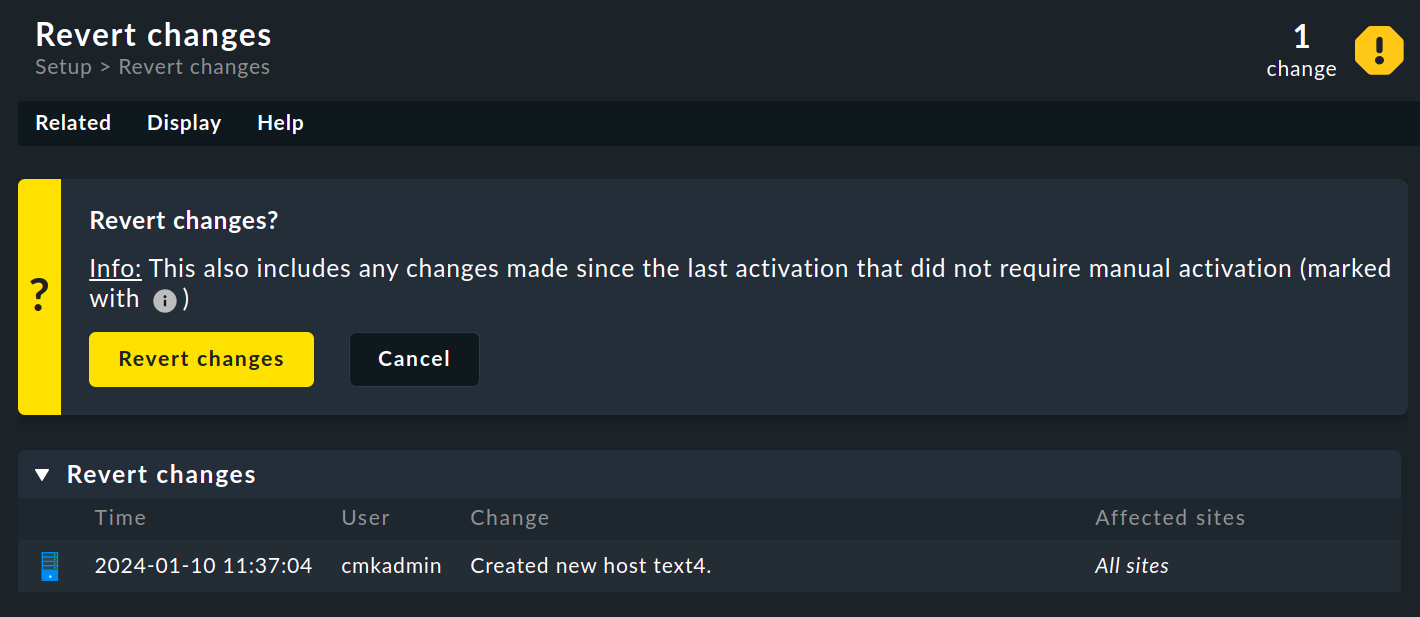 Revert changes
Setup > Revert changes
1
change
Related Display Help
?
Revert changes?
Info: This also includes any changes made since the last activation that did not require manual activation (marked
with i )
Revert changes Cancel
Revert changes
Time User Change Affected sites
2024-01-10 11:37:04 cmkadmin Created new host text4. All sites